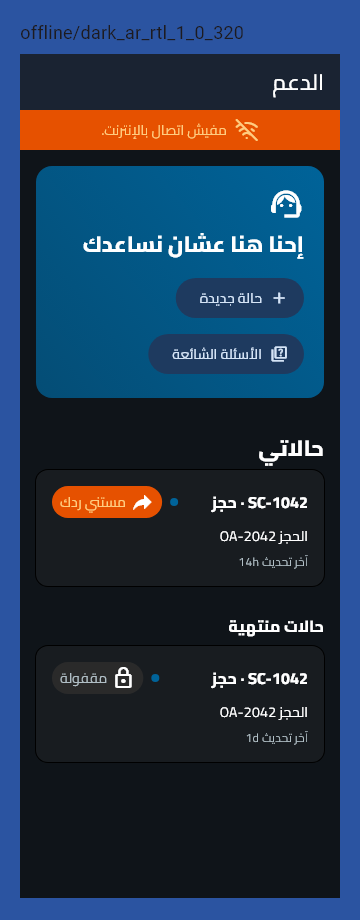 offline/dark_ar_rtl_1_0_320
الدعم
مفيش اتصال بالإنترنت.
إحنا هنا عشان نساعدك
حالة جديدة
الأسئلة الشائعة
حالاتي
SC-1042 · حجز
مستني ردك
الحجز OA-2042
آخر تحديث 14h
حالات منتهية
SC-1042 · حجز
مقفولة
الحجز OA-2042
آخر تحديث 1d